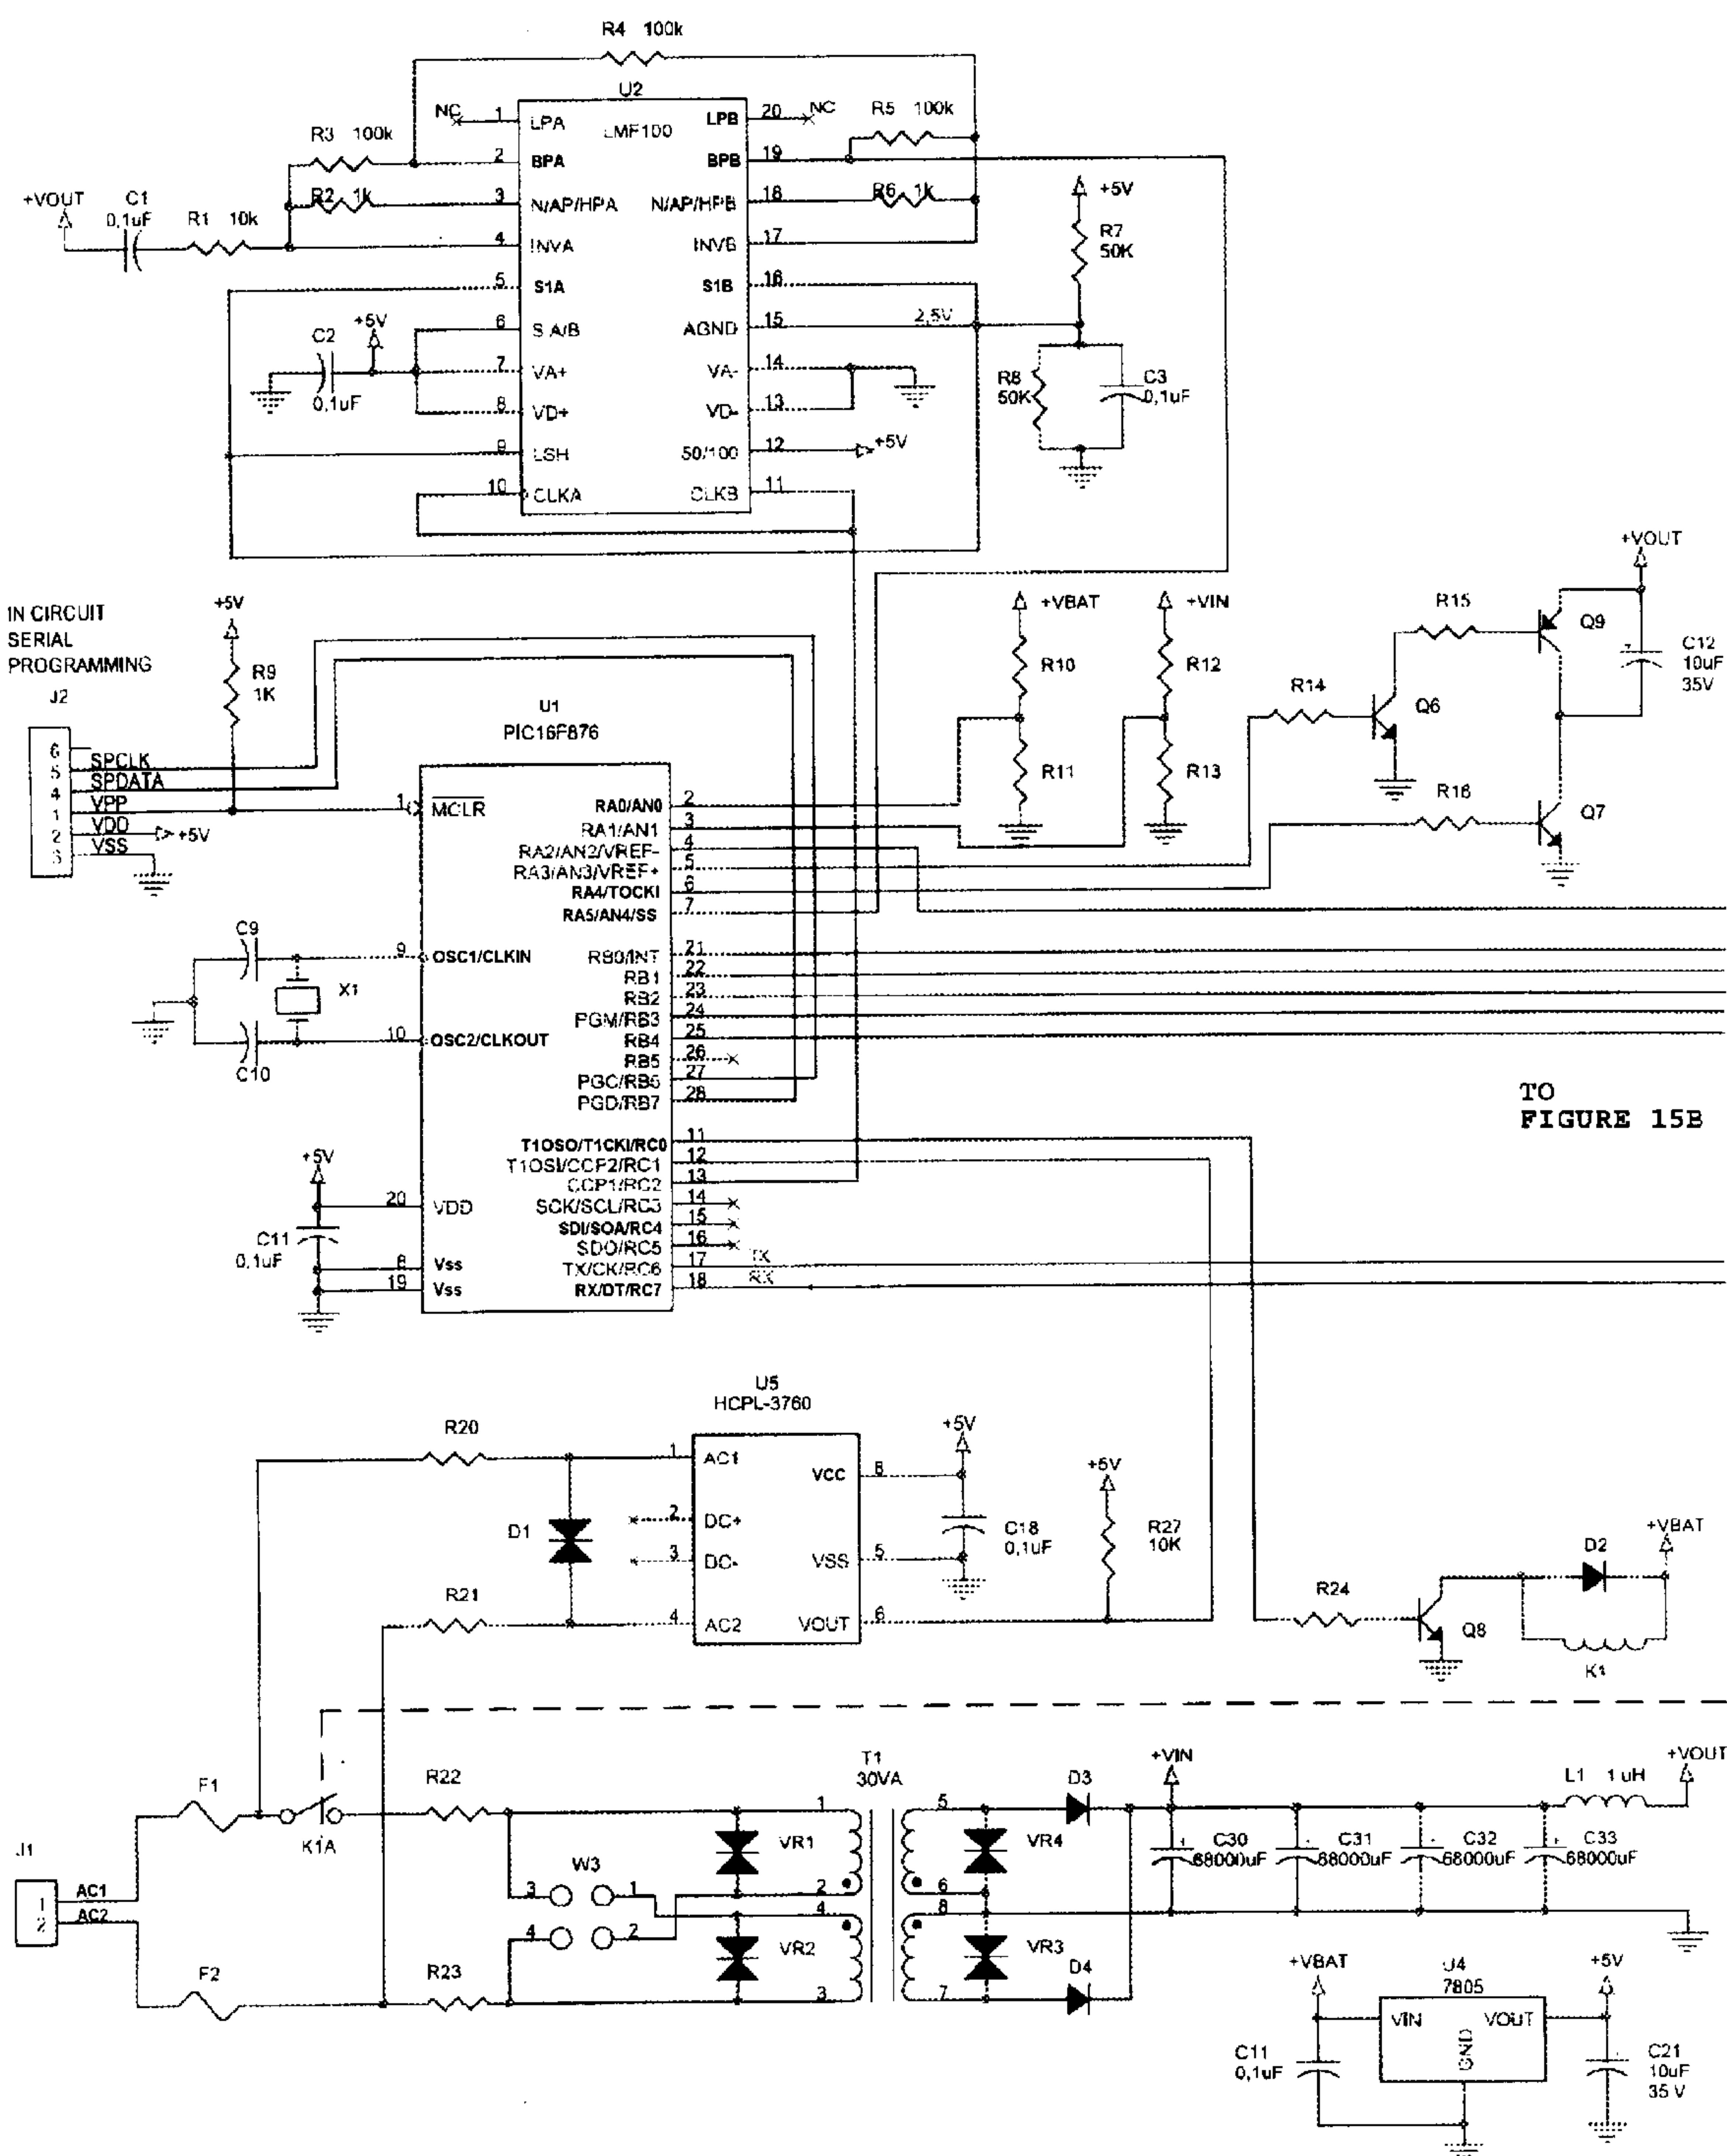 R4 100k
U2
NC
1
LPA
LMF100
LPB
20
NC
R5 100k
R3 100k
2
BPA
BPB
19
R2 1k
3
N/AP/HPA
N/AP/HPB
18
R6 1k
+5V
+VOUT
C1
0,1uF
R1 10k
4
INVA
INVB
17
R7
50K
5
S1A
S1B
16
6
S A/B
AGND
15
2,5V
C2
0,1uF
+5V
7
VA+
VA-
14
R8
50K
C3
0,1uF
8
VD+
VD-
13
9
LSH
50/100
12
+5V
10
CLKA
CLKB
11
IN CIRCUIT
SERIAL
PROGRAMMING
J2
+5V
R9
1K
U1
PIC16F876
+VBAT
R10
R11
+VIN
R12
R13
R14
Q6
R15
Q9
+VOUT
C12
10uF
35V
R16
Q7
6
5
SPCLK
4
SPDATA
1
VPP
2
VDD
+5V
3
VSS
1
MCLR
RA0/AN0
2
RA1/AN1
3
RA2/AN2/VREF-
4
RA3/AN3/VREF+
5
RA4/TOCKI
6
RA5/AN4/SS
7
C9
X1
C10
9
OSC1/CLKIN
10
OSC2/CLKOUT
RB0/INT
21
RB1
22
RB2
23
PGM/RB3
24
RB4
25
RB5
26
PGC/RB6
27
PGD/RB7
28
TO
FIGURE 15B
T1OSO/T1CKI/RC0
11
T1OSI/CCP2/RC1
12
CCP1/RC2
13
SCK/SCL/RC3
14
SDI/SOA/RC4
15
SDO/RC5
16
TX/CK/RC6
17
TX
RX/DT/RC7
18
RX
+5V
C11
0,1uF
20
VDD
8
Vss
19
Vss
U5
HCPL-3760
R20
1
AC1
VCC
8
+5V
D1
2
DC+
3
DC-
VSS
5
C18
0,1uF
+5V
R27
10K
R21
4
AC2
VOUT
6
R24
Q8
D2
+VBAT
K1
J1
1
AC1
2
AC2
F1
F2
K1A
R22
R23
W3
3
1
4
2
VR1
VR2
T1
30VA
1
2
4
3
5
6
8
7
VR4
VR3
D3
D4
+VIN
C30
68000uF
C31
68000uF
C32
68000uF
C33
68000uF
L1 1 uH
+VOUT
+VBAT
U4
7805
+5V
VIN
VOUT
GND
C11
0,1uF
C21
10uF
35 V